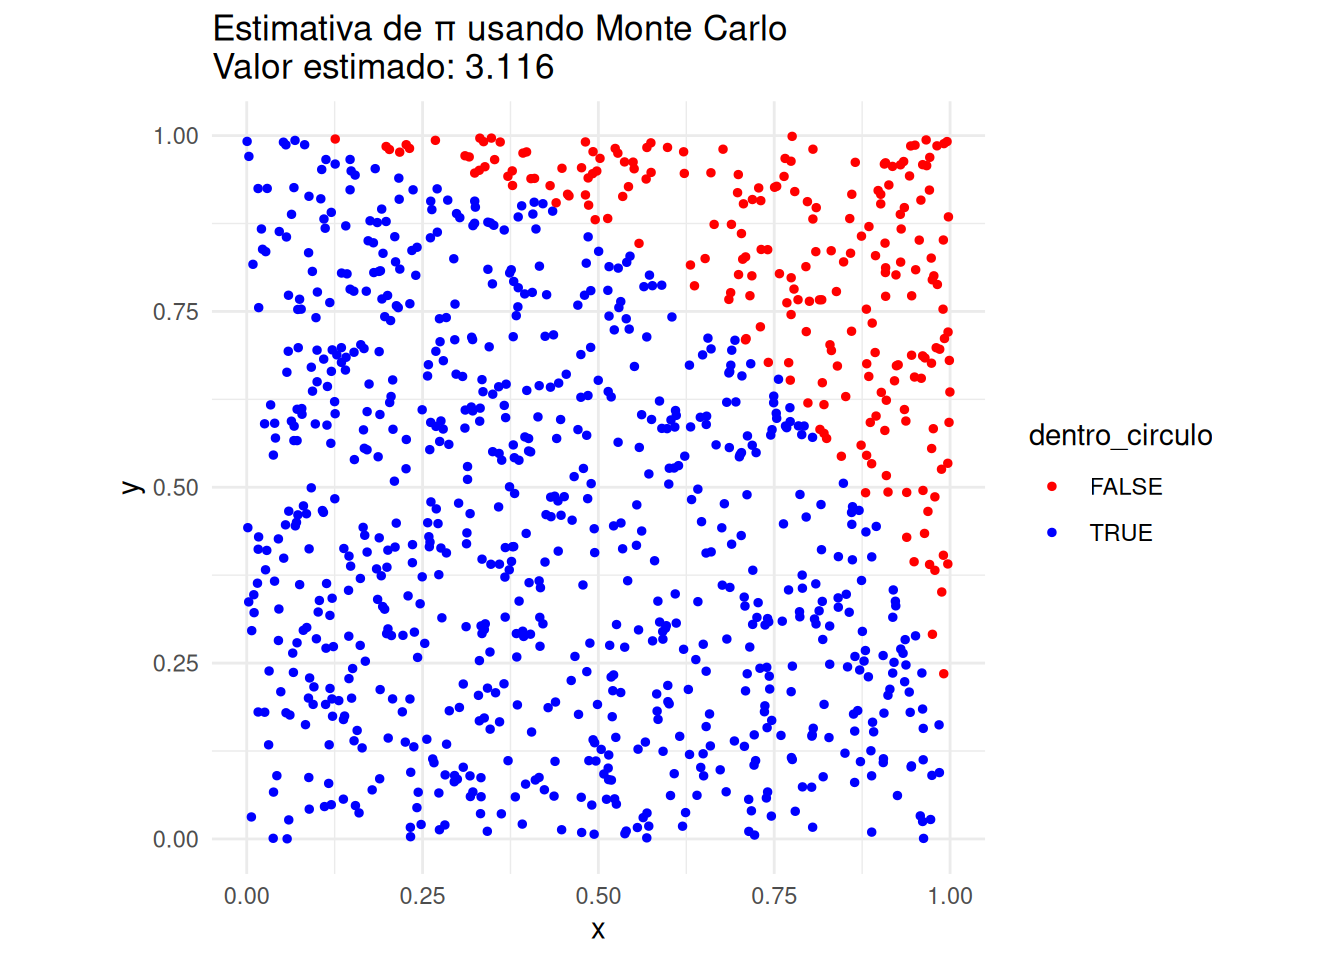 Estimativa de π usando Monte Carlo
Valor estimado: 3.116
1.00
0.75
0.50
0.25
0.00
y
0.00 0.25 0.50 0.75 1.00
x
dentro_circulo
FALSE
TRUE